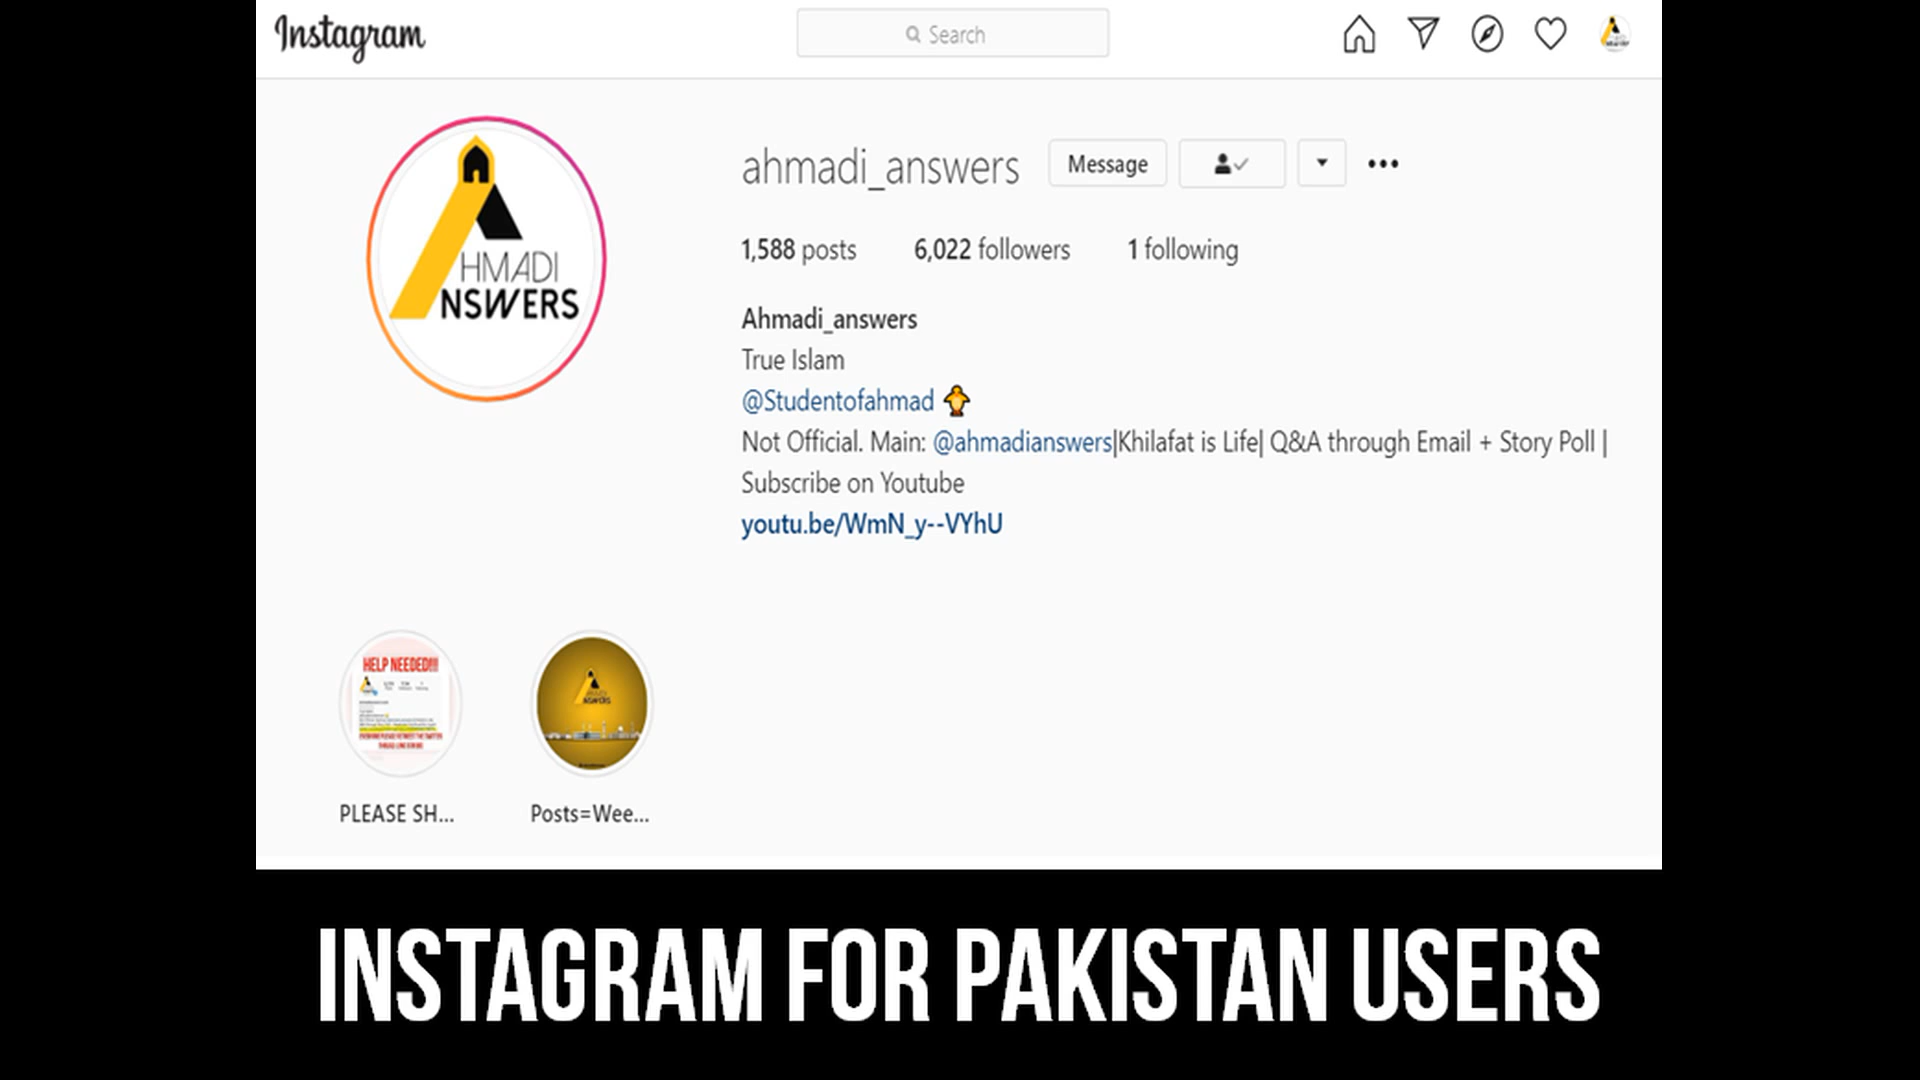 Instagram
Search
HMADI
NSWERS
ahmadi_answers
Message
1,588 posts 6,022 followers 1 following
Ahmadi_answers
True Islam
@Studentofahmad
Not Official. Main: @ahmadianswers|Khilafat is Life| Q&A through Email + Story Poll |
Subscribe on Youtube
youtu.be/WmN_y--VYhU
HELP NEEDED!!!
PLEASE SH... Posts=Wee...
INSTAGRAM FOR PAKISTAN USERS